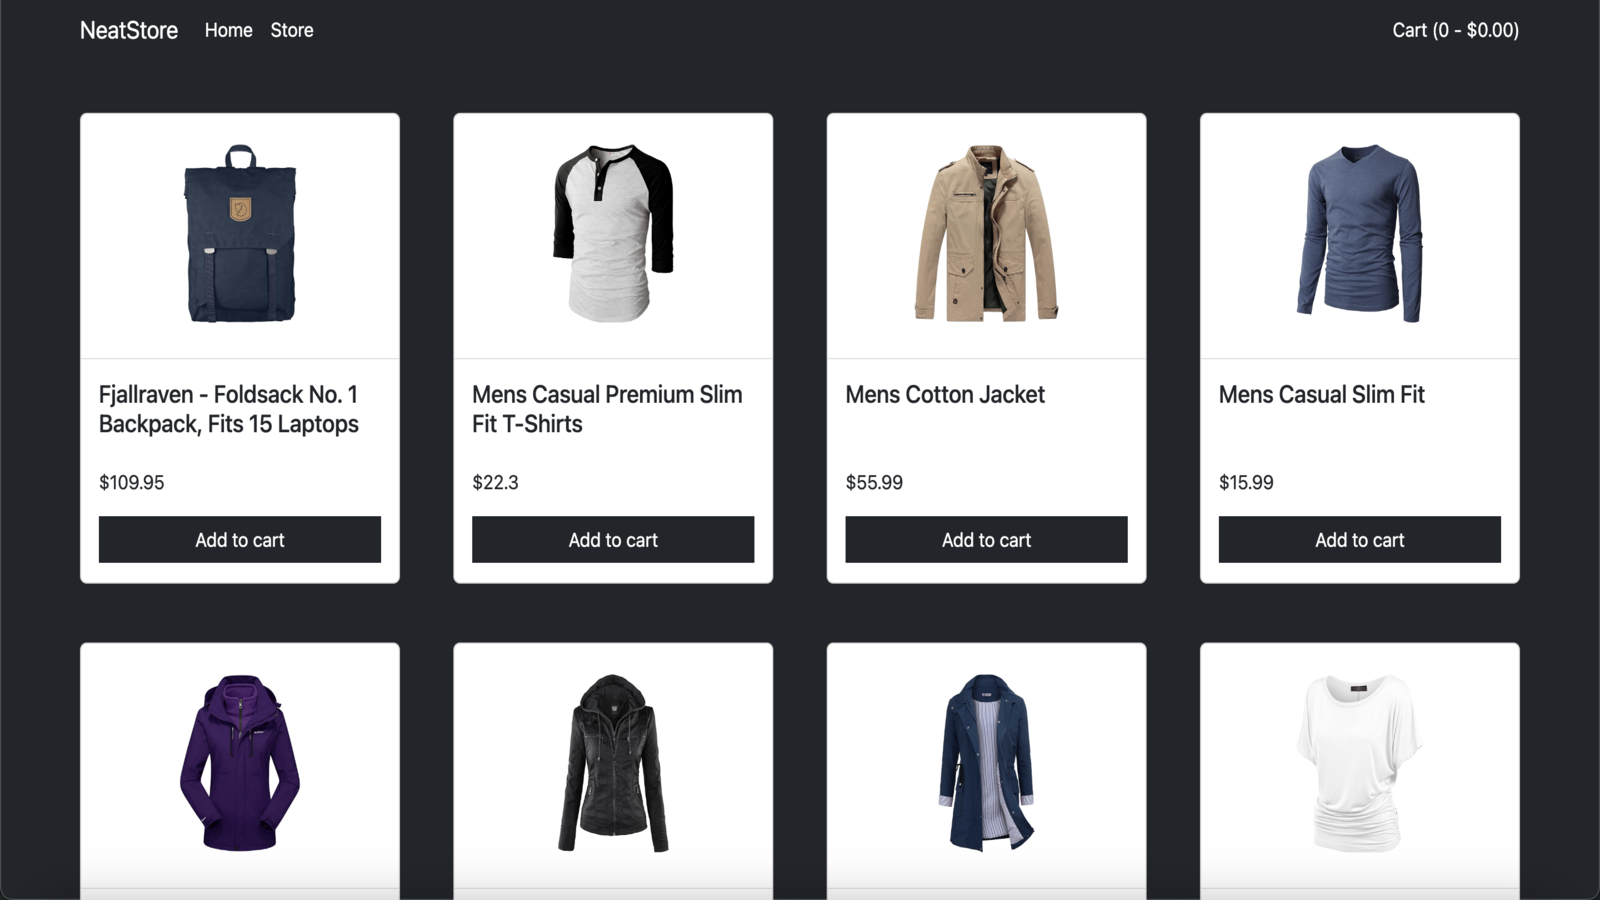 NeatStore Home Store Cart (0 - $0.00)
Fjallraven - Foldsack No. 1
Backpack, Fits 15 Laptops
$109.95
Add to cart
Mens Casual Premium Slim
Fit T-Shirts
$22.3
Add to cart
Mens Cotton Jacket
$55.99
Add to cart
Mens Casual Slim Fit
$15.99
Add to cart